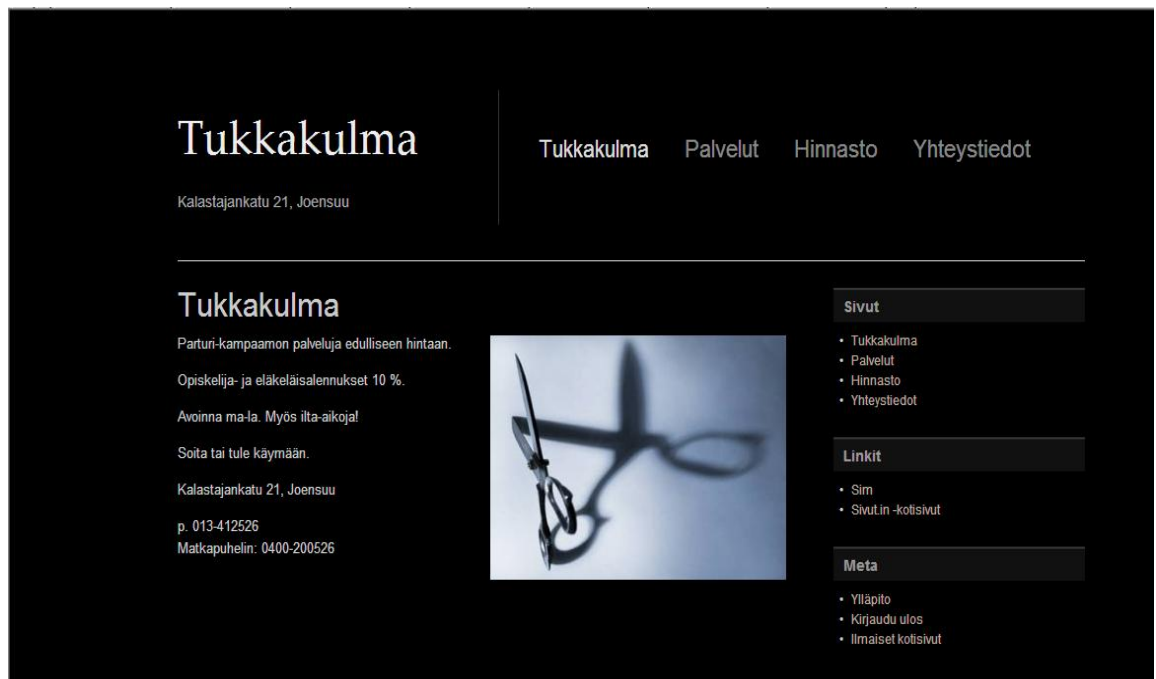 Tukkakulma
Kalastajankatu 21, Joensuu
Tukkakulma Palvelut Hinnasto Yhteystiedot
Tukkakulma
Parturi-kampaamon palveluja edulliseen hintaan.
Opiskelija- ja eläkeläisalennukset 10 %.
Avoinna ma-la. Myös ilta-aikoja!
Soita tai tule käymään.
Kalastajankatu 21, Joensuu
p. 013-412526
Matkapuhelin: 0400-200526
Sivut
• Tukkakulma
• Palvelut
• Hinnasto
• Yhteystiedot
Linkit
• Sim
• Sivut.in -kotisivut
Meta
• Ylläpito
• Kirjaudu ulos
• Ilmaiset kotisivut